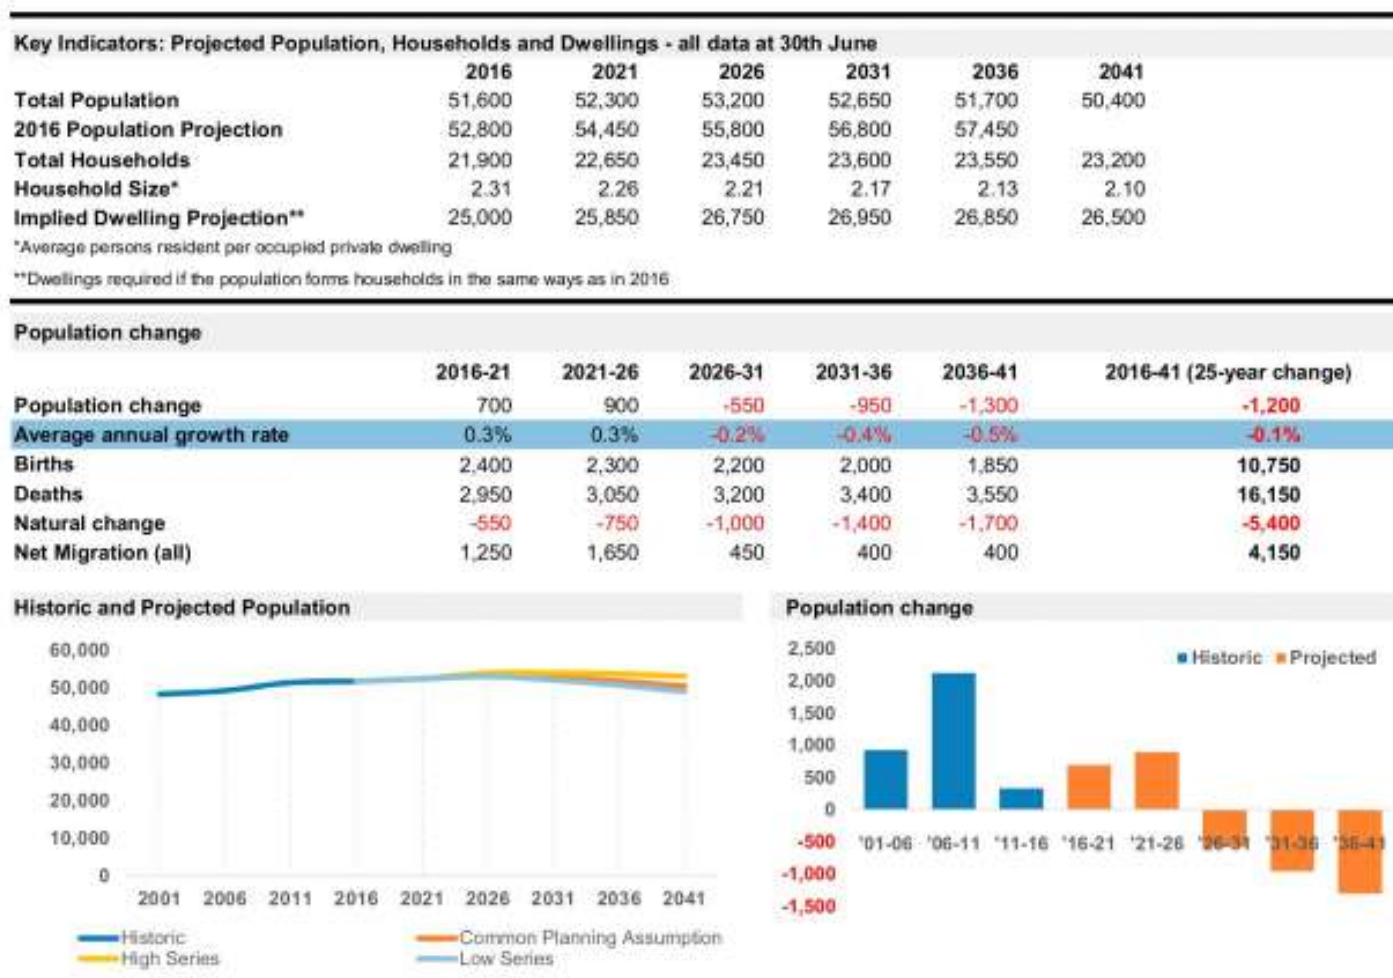 Key Indicators: Projected Population, Households and Dwellings - all data at 30th June
2016 2021 2026 2031 2036 2041
Total Population 51,600 52,300 53,200 52,650 51,700 50,400
2016 Population Projection 52,800 54,450 55,800 56,800 57,450
Total Households 21,900 22,650 23,450 23,600 23,550 23,200
Household Size* 2.31 2.26 2.21 2.17 2.13 2.10
Implied Dwelling Projection** 25,000 25,850 26,750 26,950 26,850 26,500
*Average persons resident per occupied private dwelling
**Dwellings required if the population forms households in the same ways as in 2016
Population change
2016-21 2021-26 2026-31 2031-36 2036-41 2016-41 (25-year change)
Population change 700 900 -550 -950 -1,300 -1,200
Average annual growth rate 0.3% 0.3% -0.2% -0.4% -0.5% -0.1%
Births 2,400 2,300 2,200 2,000 1,850 10,750
Deaths 2,950 3,050 3,200 3,400 3,550 16,150
Natural change -550 -750 -1,000 -1,400 -1,700 -5,400
Net Migration (all) 1,250 1,650 450 400 400 4,150
Historic and Projected Population
60,000
50,000
40,000
30,000
20,000
10,000
0
2001 2006 2011 2016 2021 2026 2031 2036 2041
Historic Common Planning Assumption
High Series Low Series
Population change
Historic Projected
2,500
2,000
1,500
1,000
500
0
-500
-1,000
-1,500
'01-06 '06-11 '11-16 '16-21 '21-26 '26-31 '31-36 '36-41